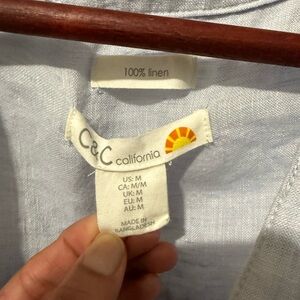 100% linen
C&C california
US: M
CA: M/M
UK: M
EU: M
AU: M
MADE IN
BANGLADESH